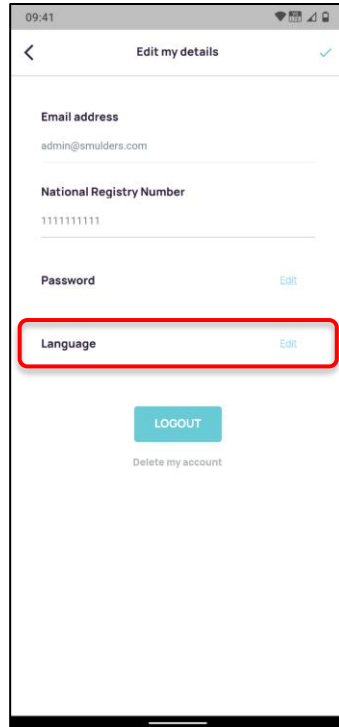 09:41
Edit my details
Email address
admin@smulders.com
National Registry Number
1111111111
Password Edit
Language Edit
LOGOUT
Delete my account